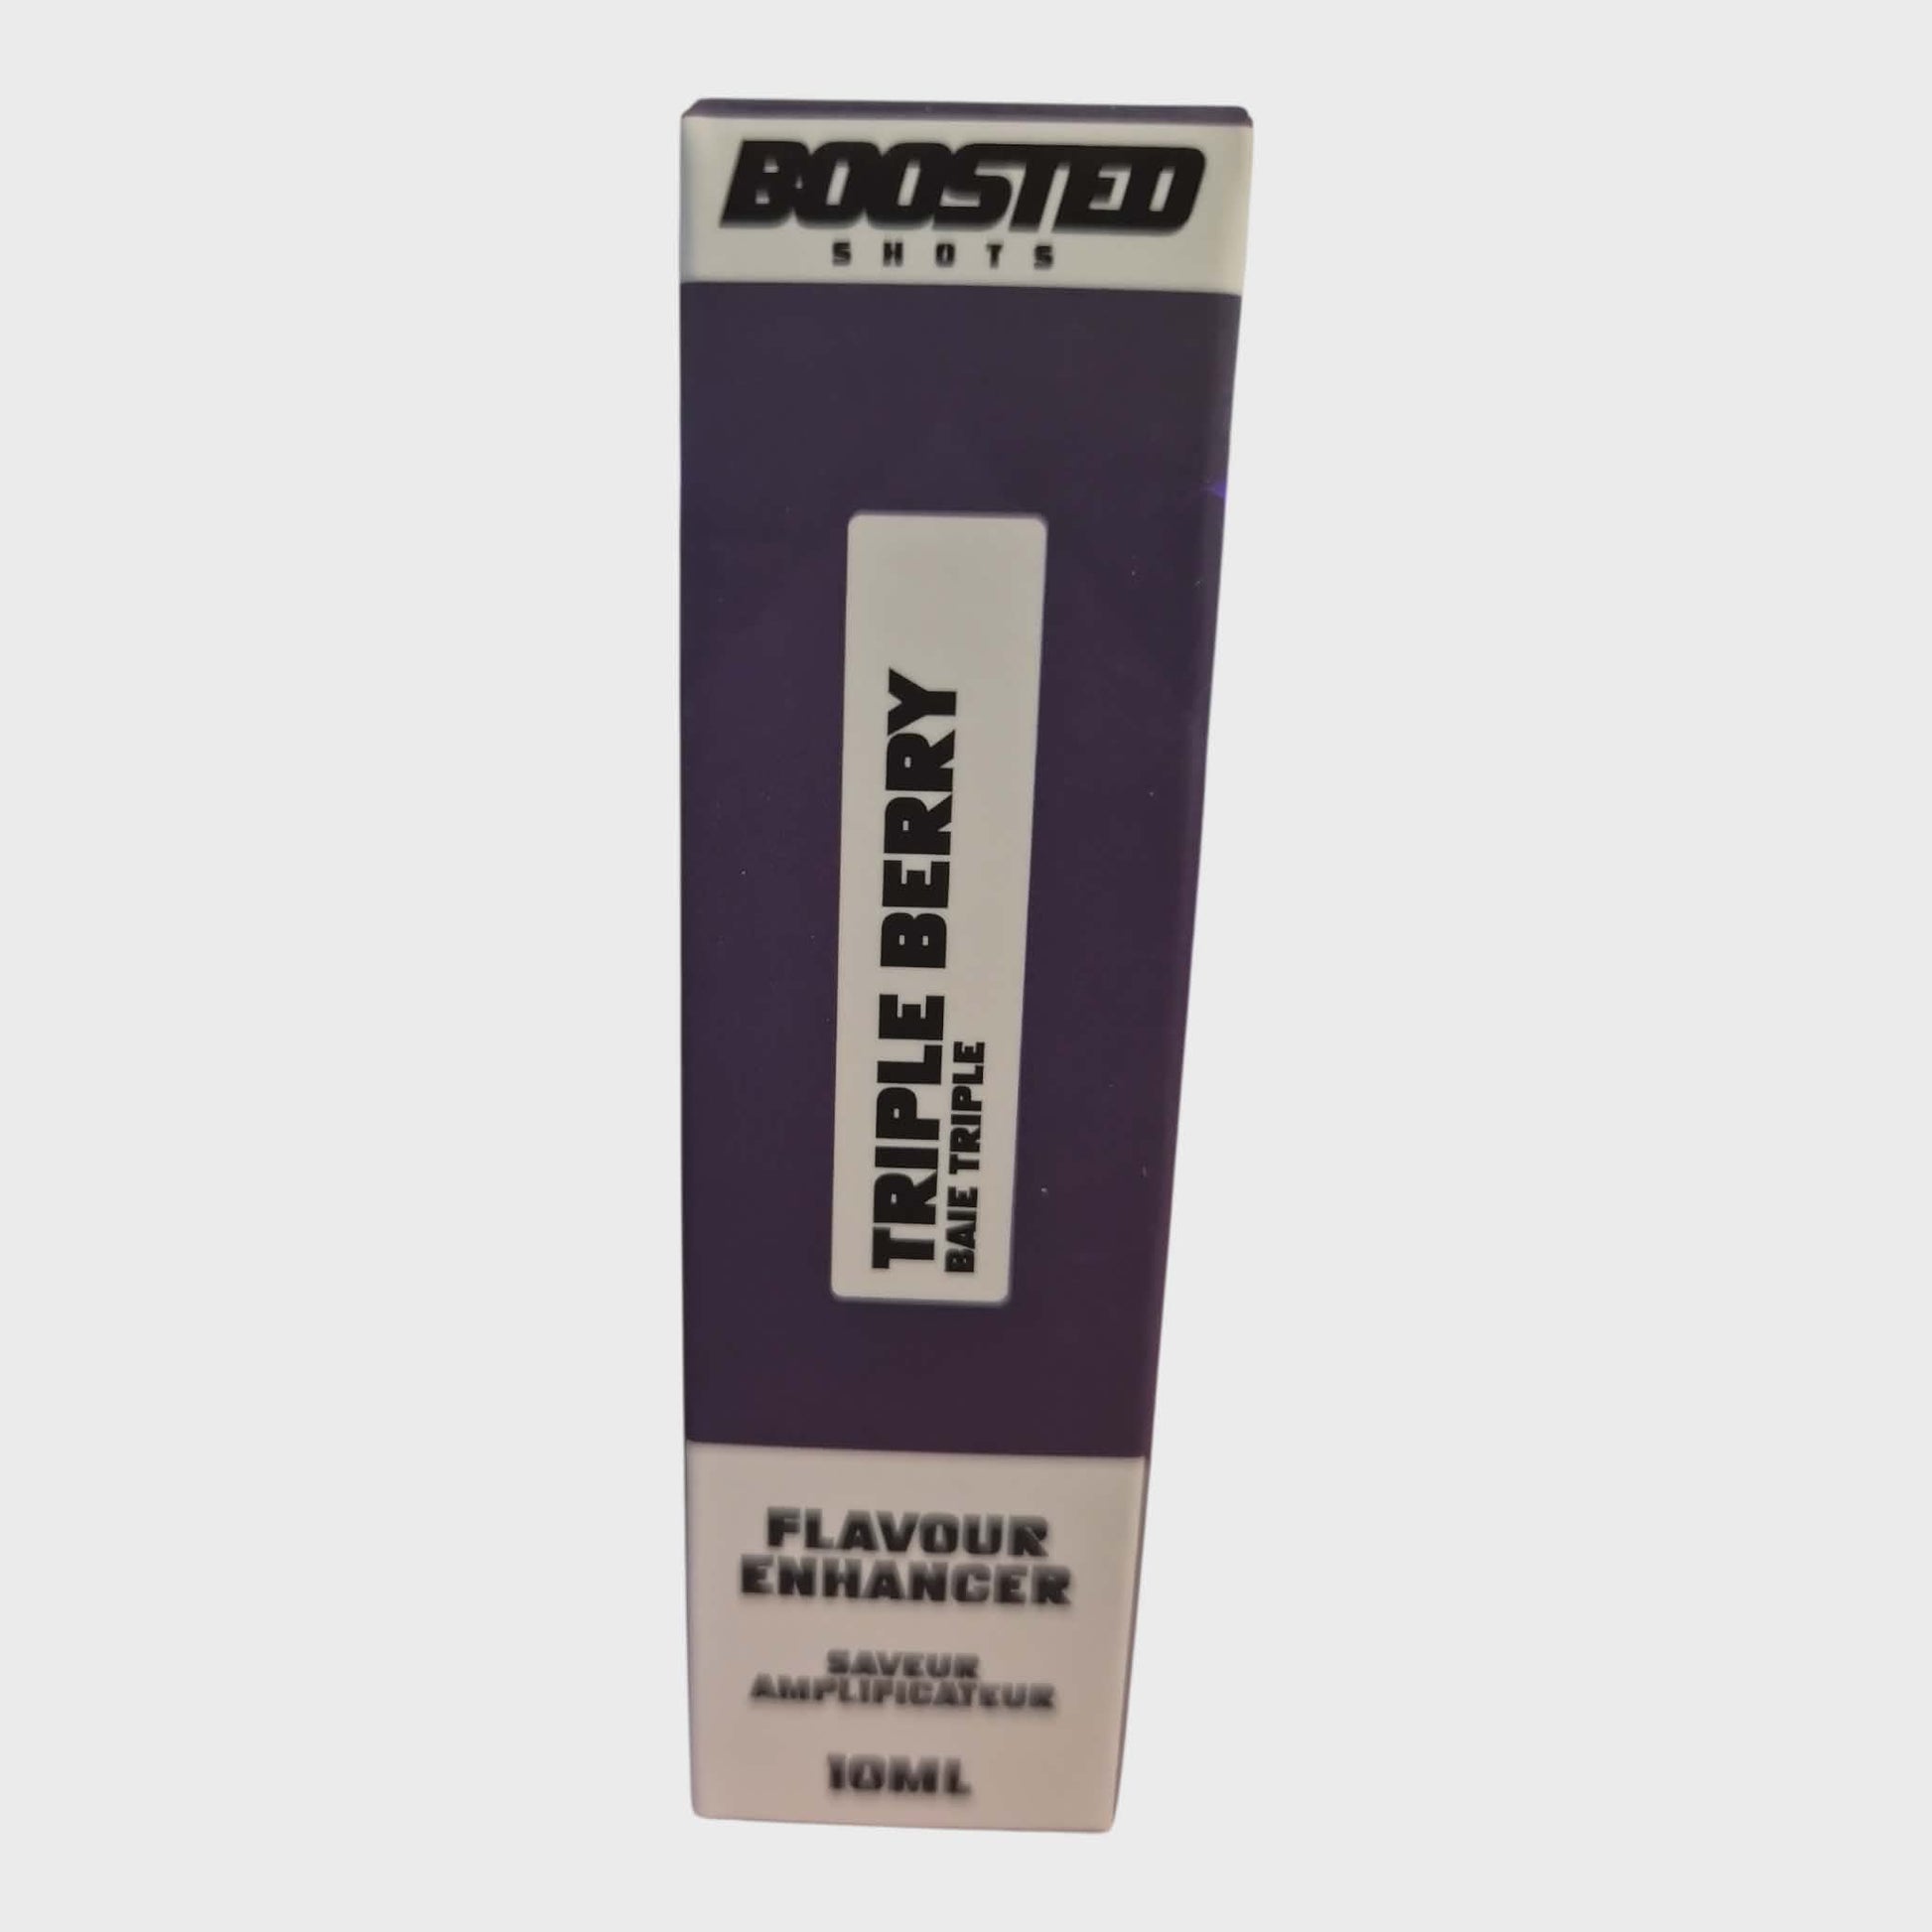 BOOSTED
SHOTS
TRIPLE BERRY
BAIE TRIPLE
FLAVOUR
ENHANCER
SAVEUR
AMPLIFICATEUR
10ML